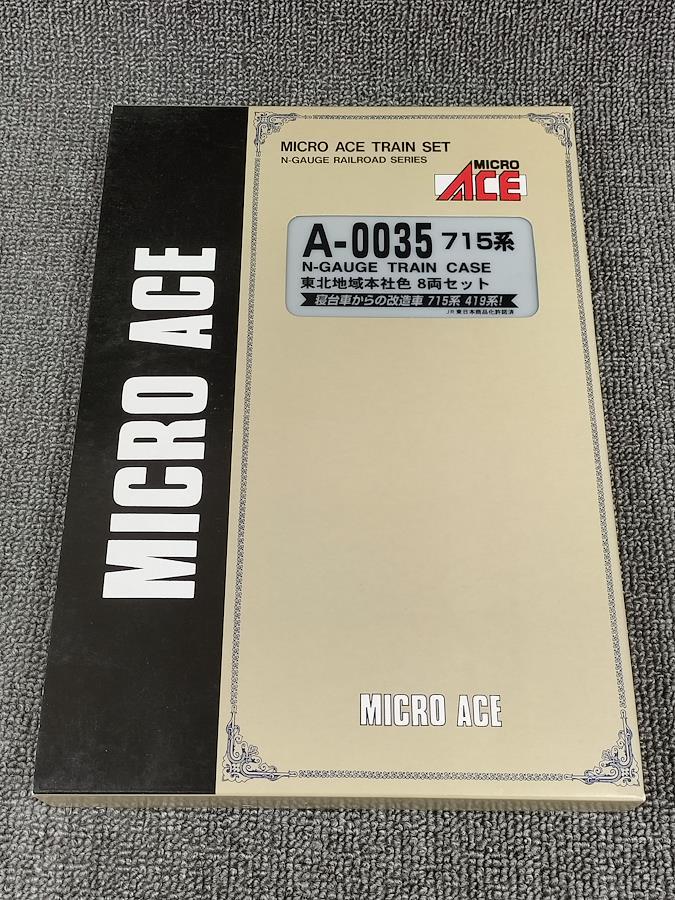 MICRO ACE
MICRO ACE TRAIN SET
N-GAUGE RAILROAD SERIES
MICRO
ACE
A-0035 715系
N-GAUGE TRAIN CASE
東北地域本社色 8両セット
寝台車からの改造車 715系 419系!
JR東日本商品化許諾済
MICRO ACE